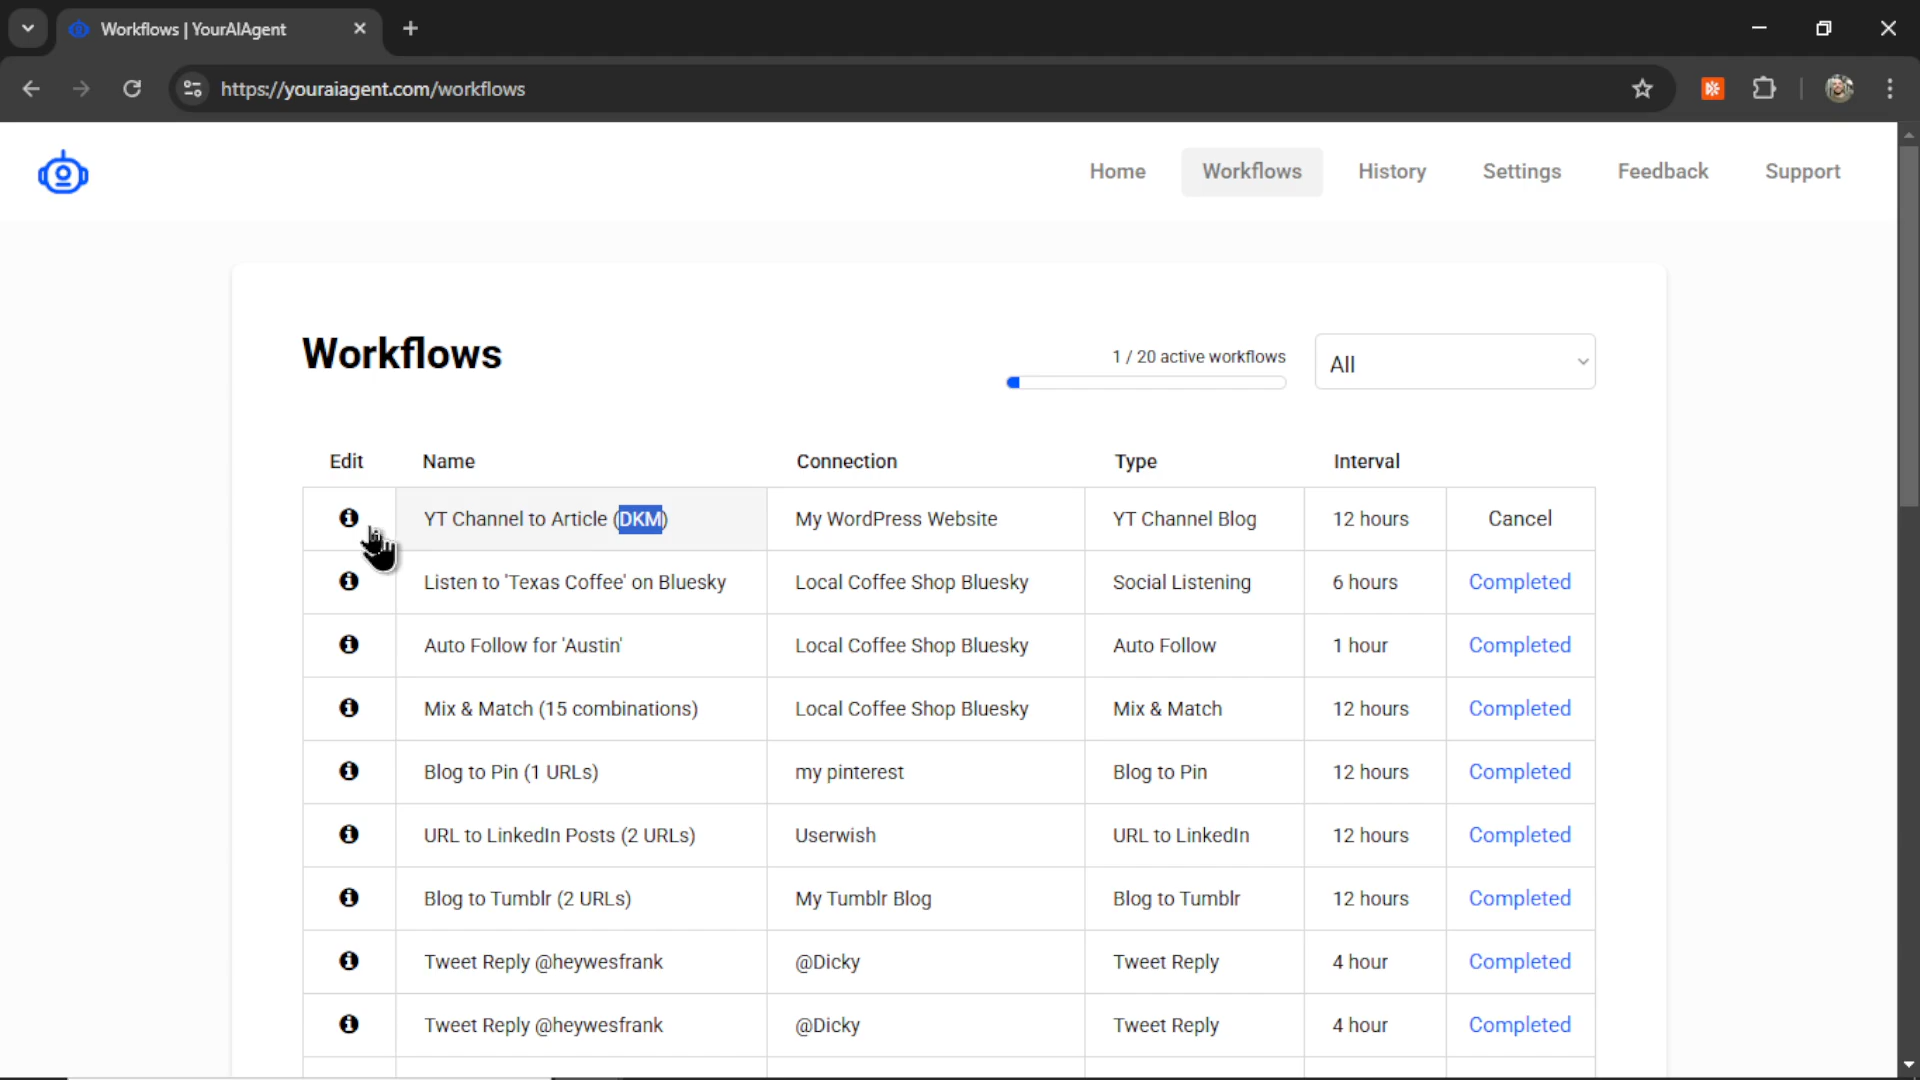 Workflows | YourAIAgent
https://youraiagent.com/workflows
Home Workflows History Settings Feedback Support
Workflows
1 / 20 active workflows
All
Edit Name Connection Type Interval
YT Channel to Article (DKM) My WordPress Website YT Channel Blog 12 hours Cancel
Listen to 'Texas Coffee' on Bluesky Local Coffee Shop Bluesky Social Listening 6 hours Completed
Auto Follow for 'Austin' Local Coffee Shop Bluesky Auto Follow 1 hour Completed
Mix & Match (15 combinations) Local Coffee Shop Bluesky Mix & Match 12 hours Completed
Blog to Pin (1 URLs) my pinterest Blog to Pin 12 hours Completed
URL to LinkedIn Posts (2 URLs) Userwish URL to LinkedIn 12 hours Completed
Blog to Tumblr (2 URLs) My Tumblr Blog Blog to Tumblr 12 hours Completed
Tweet Reply @heywesfrank @Dicky Tweet Reply 4 hour Completed
Tweet Reply @heywesfrank @Dicky Tweet Reply 4 hour Completed